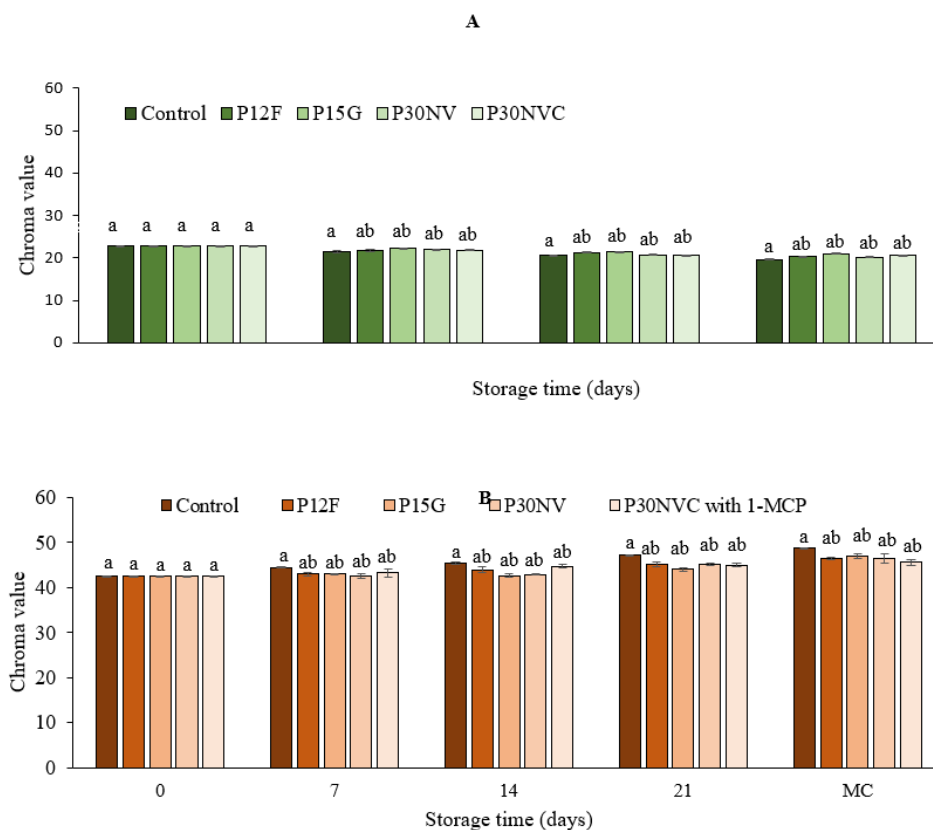 A
60
50
40
30
20
10
0
Chroma value
Control P12F P15G P30NV P30NVC
a a a a a
a ab ab ab ab
a ab ab ab ab
a ab ab ab ab
Storage time (days)
B
60
50
40
30
20
10
0
Chroma value
Control P12F P15G P30NV P30NVC with 1-MCP
a a a a a
a ab ab ab ab
a ab ab ab ab
a ab ab ab ab
a ab ab ab ab
0 7 14 21 MC
Storage time (days)